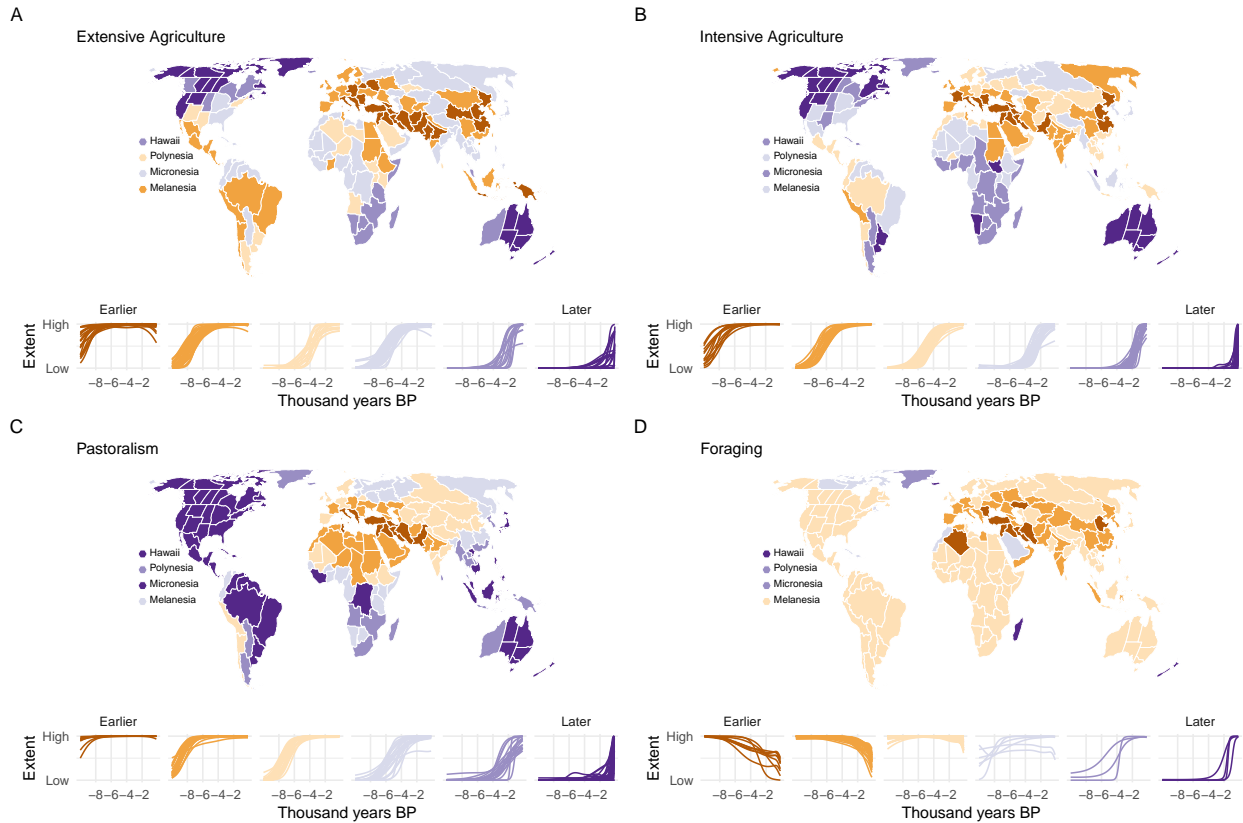 A
Extensive Agriculture
Hawaii
Polynesia
Micronesia
Melanesia
Earlier
Later
High
Low
Extent
−8−6−4−2 −8−6−4−2 −8−6−4−2 −8−6−4−2 −8−6−4−2 −8−6−4−2
Thousand years BP
B
Intensive Agriculture
Hawaii
Polynesia
Micronesia
Melanesia
Earlier
Later
High
Low
Extent
−8−6−4−2 −8−6−4−2 −8−6−4−2 −8−6−4−2 −8−6−4−2 −8−6−4−2
Thousand years BP
C
Pastoralism
Hawaii
Polynesia
Micronesia
Melanesia
Earlier
Later
High
Low
Extent
−8−6−4−2 −8−6−4−2 −8−6−4−2 −8−6−4−2 −8−6−4−2 −8−6−4−2
Thousand years BP
D
Foraging
Hawaii
Polynesia
Micronesia
Melanesia
Earlier
Later
High
Low
Extent
−8−6−4−2 −8−6−4−2 −8−6−4−2 −8−6−4−2 −8−6−4−2 −8−6−4−2
Thousand years BP